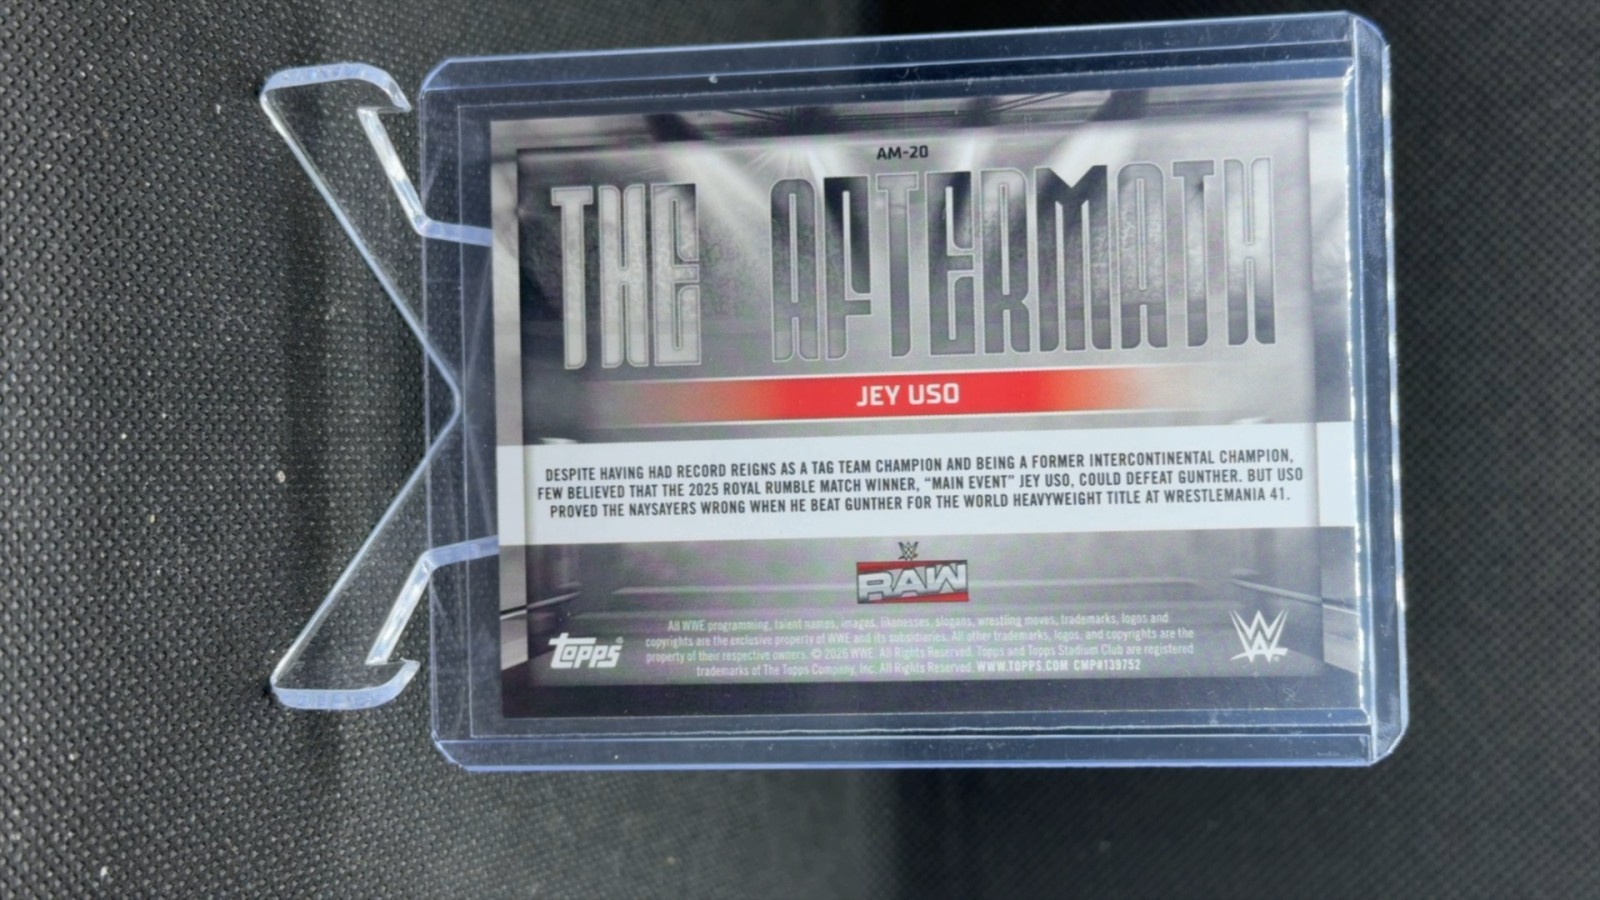 AM-20
THE AFTERMATH
JEY USO
DESPITE HAVING HAD RECORD REIGNS AS A TAG TEAM CHAMPION AND BEING A FORMER INTERCONTINENTAL CHAMPION,
FEW BELIEVED THAT THE 2025 ROYAL RUMBLE MATCH WINNER, “MAIN EVENT” JEY USO, COULD DEFEAT GUNTHER. BUT USO
PROVED THE NAYSAYERS WRONG WHEN HE BEAT GUNTHER FOR THE WORLD HEAVYWEIGHT TITLE AT WRESTLEMANIA 41.
W
RAW
All WWE programming, talent names, images, likenesses, slogans, wrestling moves, trademarks, logos and
copyrights are the exclusive property of WWE and its subsidiaries. All other trademarks, logos, and copyrights are the
property of their respective owners. © 2026 WWE. All Rights Reserved. Topps and Topps Stadium Club are registered
trademarks of The Topps Company, Inc. All Rights Reserved. WWW.TOPPS.COM CMP#139752
topps®
W